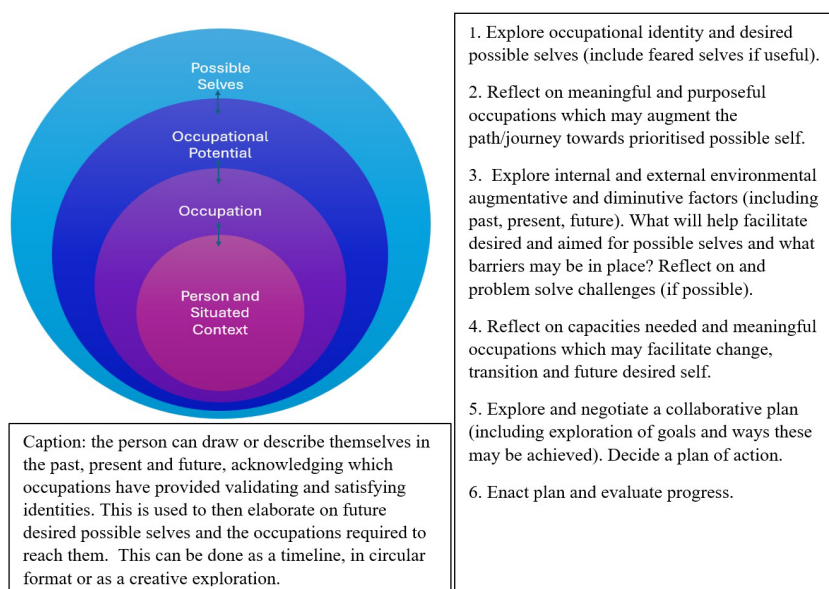 Possible
Selves
Occupational
Potential
Occupation
Person and
Situated
Context
Caption: the person can draw or describe themselves in
the past, present and future, acknowledging which
occupations have provided validating and satisfying
identities. This is used to then elaborate on future
desired possible selves and the occupations required to
reach them.  This can be done as a timeline, in circular
format or as a creative exploration.
1. Explore occupational identity and desired
possible selves (include feared selves if useful).
2. Reflect on meaningful and purposeful
occupations which may augment the
path/journey towards prioritised possible self.
3.  Explore internal and external environmental
augmentative and diminutive factors (including
past, present, future). What will help facilitate
desired and aimed for possible selves and what
barriers may be in place? Reflect on and
problem solve challenges (if possible).
4. Reflect on capacities needed and meaningful
occupations which may facilitate change,
transition and future desired self.
5. Explore and negotiate a collaborative plan
(including exploration of goals and ways these
may be achieved). Decide a plan of action.
6. Enact plan and evaluate progress.